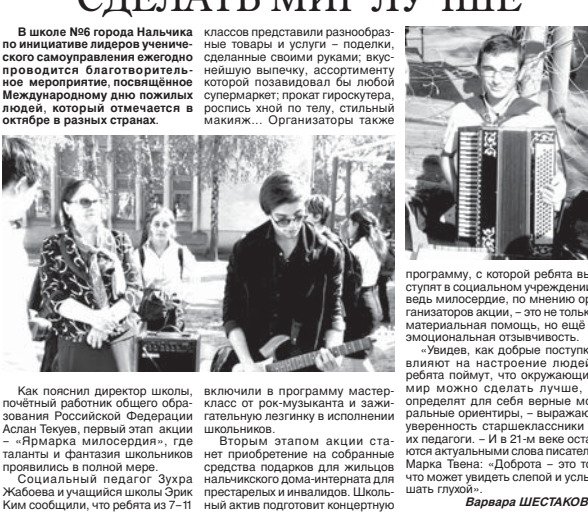 СДЕЛАТЬ МИР ЛУЧШЕ
В школе №6 города Нальчика
по инициативе лидеров учениче-
ского самоуправления ежегодно
проводится благотворитель-
ное мероприятие, посвящённое
Международному дню пожилых
людей, который отмечается в
октябре в разных странах.
Как пояснил директор школы,
почётный работник общего обра-
зования Российской Федерации
Аслан Текуев, первый этап акции
– «Ярмарка милосердия», где
таланты и фантазия школьников
проявились в полной мере.
Социальный педагог Зухра
Жабоева и учащийся школы Эрик
Ким сообщили, что ребята из 7–11
классов представили разнообраз-
ные товары и услуги – поделки,
сделанные своими руками; вкус-
нейшую выпечку, ассортименту
которой позавидовал бы любой
супермаркет; прокат гироскутера,
роспись хной по телу, стильный
макияж... Организаторы также
включили в программу мастер-
класс от рок-музыканта и зажи-
гательную лезгинку в исполнении
школьников.
Вторым этапом акции ста-
нет приобретение на собранные
средства подарков для жильцов
нальчикского дома-интерната для
престарелых и инвалидов. Школь-
ный актив подготовит концертную
программу, с которой ребята вы
ступят в социальном учреждении
ведь милосердие, по мнению ор
ганизаторов акции, – это не тольк
материальная помощь, но ещё
эмоциональная отзывчивость.
«Увидев, как добрые поступк
влияют на настроение людей
ребята поймут, что окружающи
мир можно сделать лучше,
определят для себя верные мо
ральные ориентиры, – выражаю
уверенность старшеклассники
их педагоги. – И в 21-м веке оста
ются актуальными слова писател
Марка Твена: «Доброта – это то
что может увидеть слепой и услы
шать глухой».
Варвара ШЕСТАКОВ